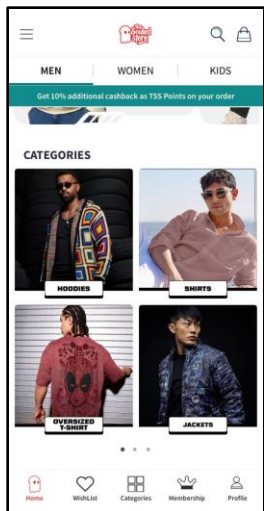 The
Souled
Store
MEN
WOMEN
KIDS
Get 10% additional cashback as TSS Points on your order
CATEGORIES
HOODIES
SHIRTS
OVERSIZED
T-SHIRT
JACKETS
Home
WishList
Categories
Membership
Profile